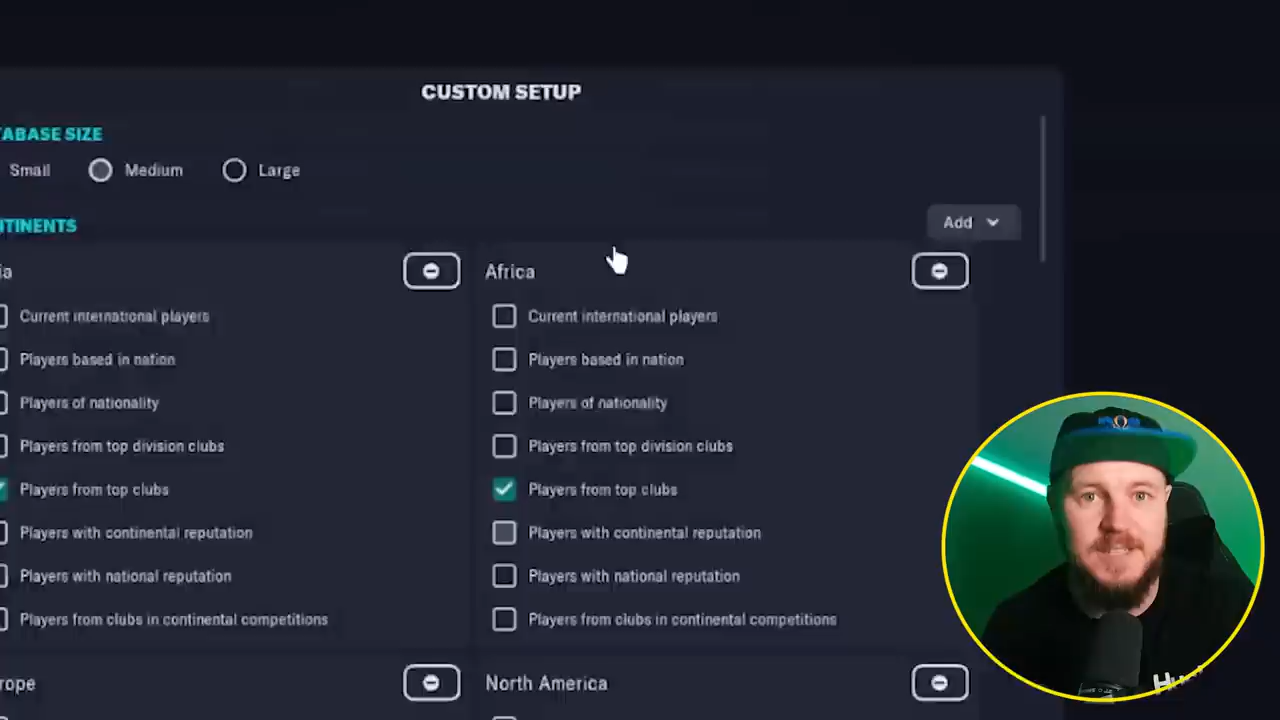 CUSTOM SETUP
ABASE SIZE
Small Medium Large
TINENTS
Add
ia
Africa
Current international players
Current international players
Players based in nation
Players based in nation
Players of nationality
Players of nationality
Players from top division clubs
Players from top division clubs
Players from top clubs
Players from top clubs
Players with continental reputation
Players with continental reputation
Players with national reputation
Players with national reputation
Players from clubs in continental competitions
Players from clubs in continental competitions
rope
North America